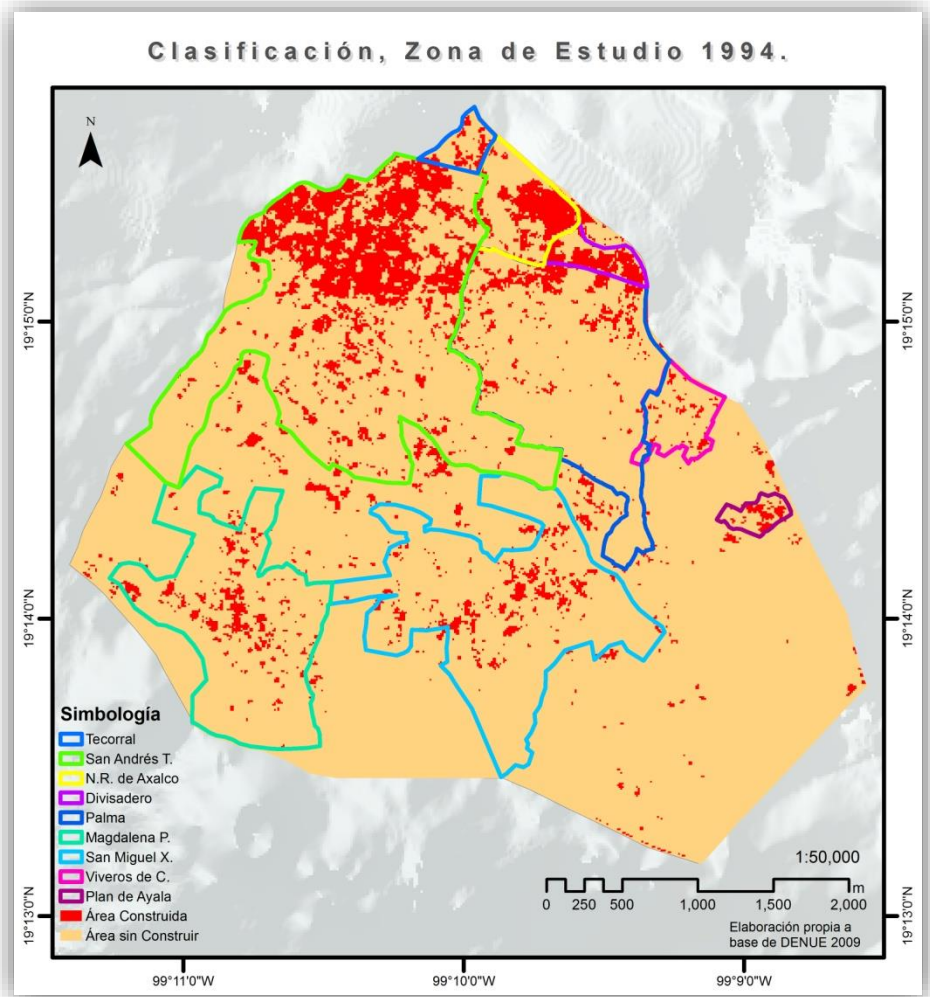 Clasificación, Zona de Estudio 1994.
N
19°15'0"N
19°15'0"N
19°14'0"N
19°14'0"N
Simbología
Tecorral
San Andrés T.
N.R. de Axalco
Divisadero
Palma
Magdalena P.
San Miguel X.
Viveros de C.
Plan de Ayala
Área Construida
Área sin Construir
1:50,000
0 250 500 1,000 1,500 2,000 m
Elaboración propia a
base de DENUE 2009
19°13'0"N
19°13'0"N
99°11'0"W
99°10'0"W
99°9'0"W